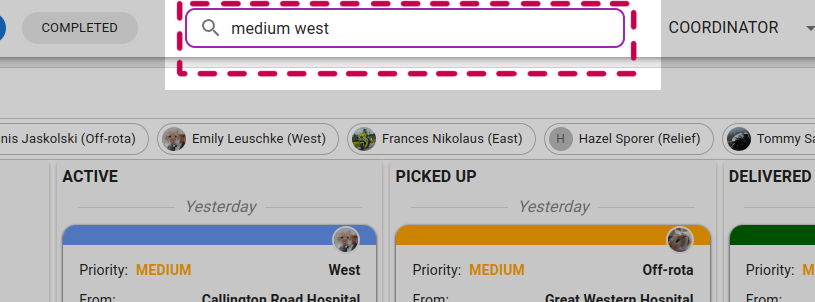 COMPLETED
medium west
COORDINATOR
nis Jaskolski (Off-rota)
Emily Leuschke (West)
Frances Nikolaus (East)
H
Hazel Sporer (Relief)
Tommy Sa
ACTIVE
PICKED UP
DELIVERED
Yesterday
Yesterday
Priority: MEDIUM West
Priority: MEDIUM Off-rota
Priority: M
From: Callington Road Hospital
From: Great Western Hospital
From: